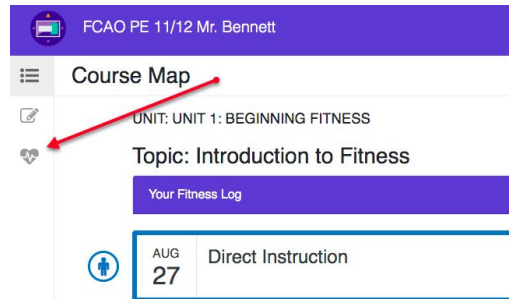 FCAO PE 11/12 Mr. Bennett
Course Map
UNIT: UNIT 1: BEGINNING FITNESS
Topic: Introduction to Fitness
Your Fitness Log
AUG
27
Direct Instruction